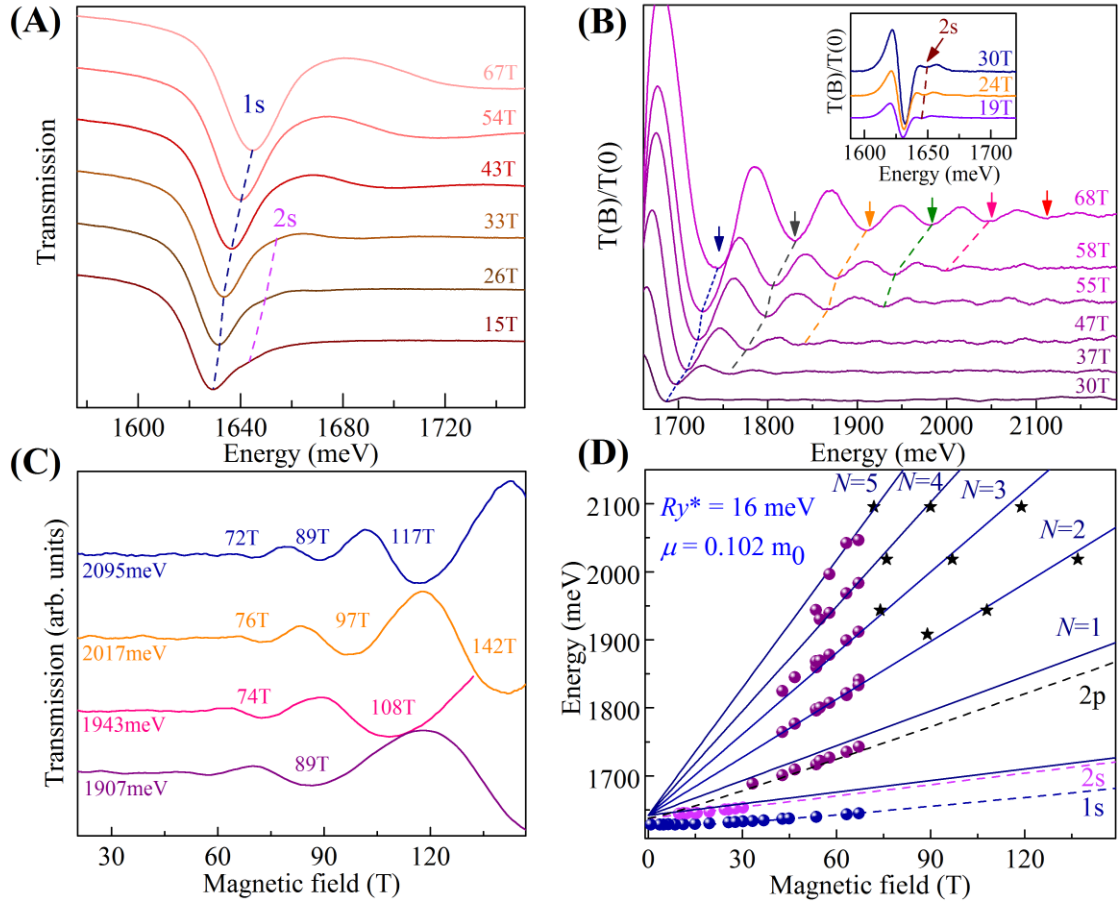 (A)
67T
1s
54T
43T
2s
33T
26T
15T
Transmission
1600 1640 1680 1720
Energy (meV)
(B)
2s
30T
24T
19T
T(B)/T(0)
1600 1650 1700
Energy (meV)
68T
58T
55T
47T
37T
30T
T(B)/T(0)
1700 1800 1900 2000 2100
Energy (meV)
(C)
72T 89T 117T
2095meV
76T 97T
2017meV 142T
74T 108T
1943meV
89T
1907meV
Transmission (arb. units)
30 60 90 120
Magnetic field (T)
(D)
N=5 N=4 N=3
Ry* = 16 meV
μ = 0.102 m0
N=2
N=1
2p
2s
1s
2100
2000
1900
1800
1700
Energy (meV)
0 30 60 90 120
Magnetic field (T)